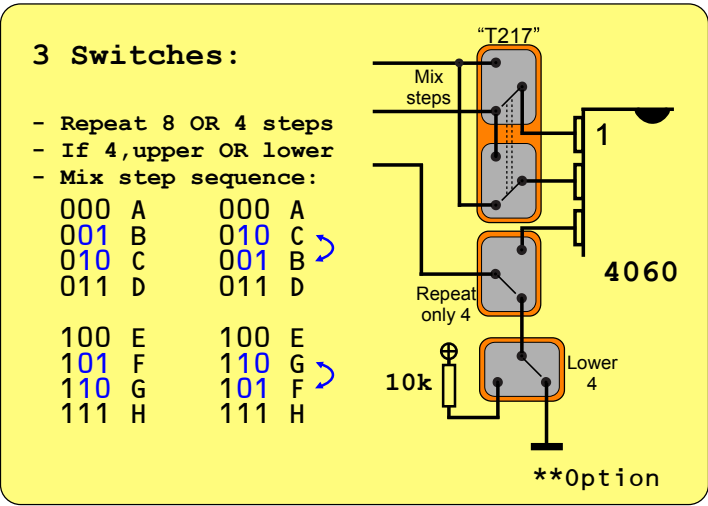 3 Switches:
- Repeat 8 OR 4 steps
- If 4,upper OR lower
- Mix step sequence:
000 A 000 A
001 B 010 C
010 C 001 B
011 D 011 D
100 E 100 E
101 F 110 G
110 G 101 F
111 H 111 H
“T217”
Mix
steps
1
4060
Repeat
only 4
Lower
4
10k
**Option